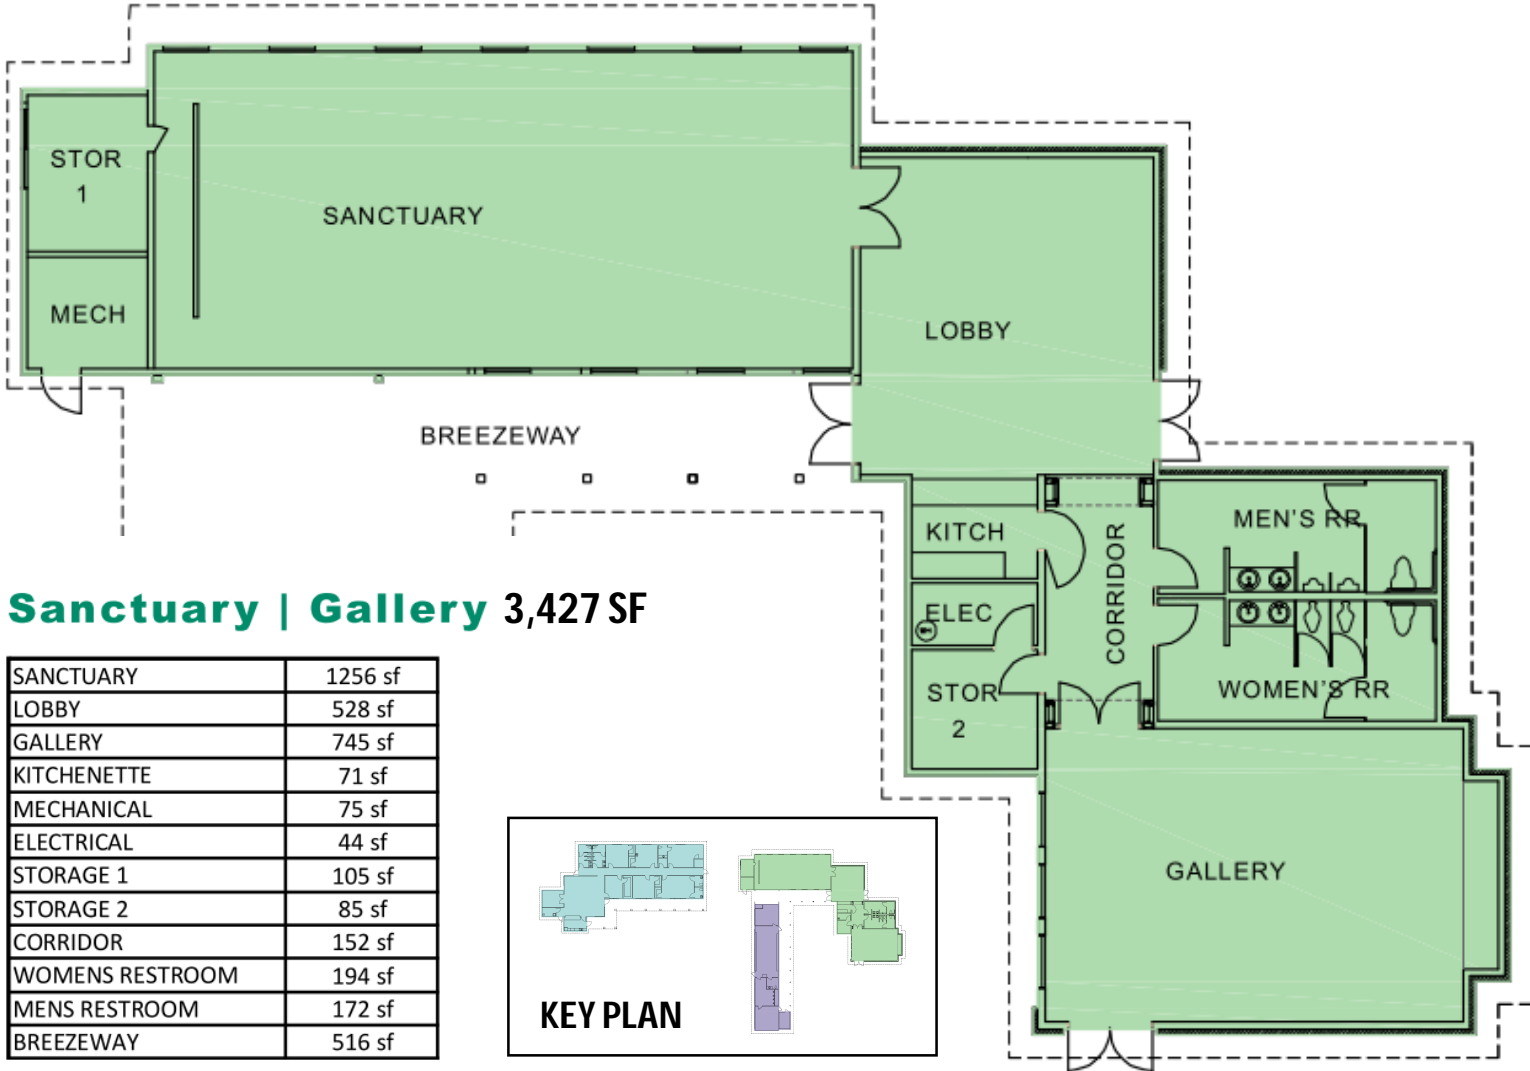 STOR
1
SANCTUARY
MECH
LOBBY
BREEZEWAY
KITCH
MEN'S RR
CORRIDOR
ELEC
STOR
2
WOMEN'S RR
GALLERY
Sanctuary | Gallery 3,427 SF
SANCTUARY 1256 sf
LOBBY 528 sf
GALLERY 745 sf
KITCHENETTE 71 sf
MECHANICAL 75 sf
ELECTRICAL 44 sf
STORAGE 1 105 sf
STORAGE 2 85 sf
CORRIDOR 152 sf
WOMENS RESTROOM 194 sf
MENS RESTROOM 172 sf
BREEZEWAY 516 sf
KEY PLAN